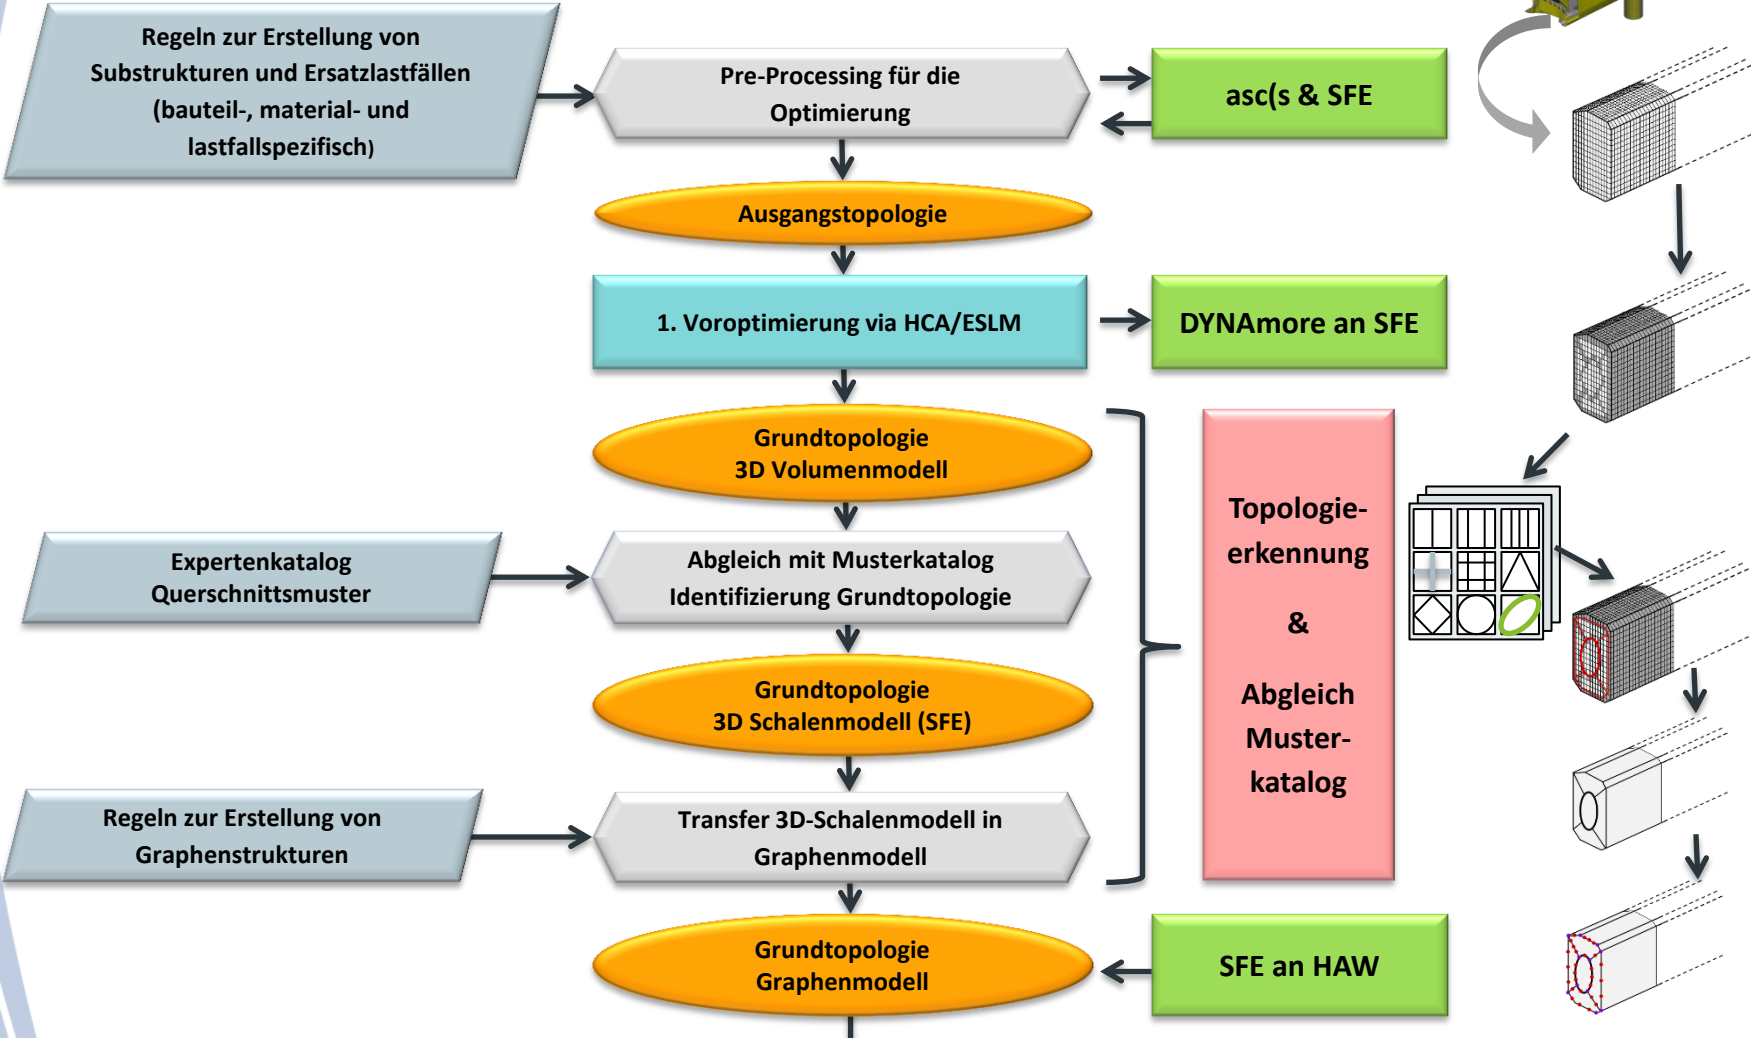 Regeln zur Erstellung von
Substrukturen und Ersatzlastfällen
(bauteil-, material- und
lastfallspezifisch)
Pre-Processing für die
Optimierung
asc(s & SFE
Ausgangstopologie
1. Voroptimierung via HCA/ESLM
DYNAmore an SFE
Grundtopologie
3D Volumenmodell
Topologie-
erkennung
&
Abgleich
Muster-
katalog
Expertenkatalog
Querschnittsmuster
Abgleich mit Musterkatalog
Identifizierung Grundtopologie
Grundtopologie
3D Schalenmodell (SFE)
Regeln zur Erstellung von
Graphenstrukturen
Transfer 3D-Schalenmodell in
Graphenmodell
Grundtopologie
Graphenmodell
SFE an HAW